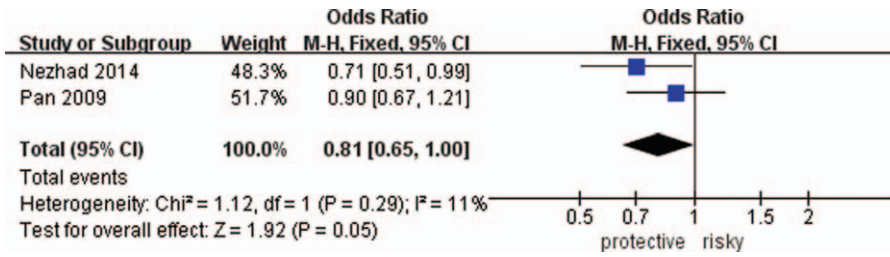 Odds Ratio Odds Ratio
Study or Subgroup Weight M-H, Fixed, 95% CI M-H, Fixed, 95% CI
Nezhad 2014 48.3% 0.71 [0.51, 0.99]
Pan 2009 51.7% 0.90 [0.67, 1.21]
Total (95% CI) 100.0% 0.81 [0.65, 1.00]
Total events
Heterogeneity: Chi² = 1.12, df = 1 (P = 0.29); I² = 11%
Test for overall effect: Z = 1.92 (P = 0.05)
0.5 0.7 1 1.5 2
protective risky